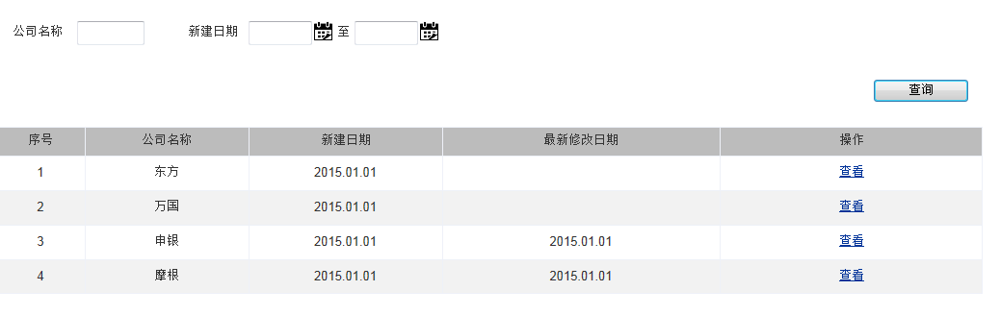 公司名称 新建日期 至
查询
序号 公司名称 新建日期 最新修改日期 操作
1 东方 2015.01.01 查看
2 万国 2015.01.01 查看
3 申银 2015.01.01 2015.01.01 查看
4 摩根 2015.01.01 2015.01.01 查看